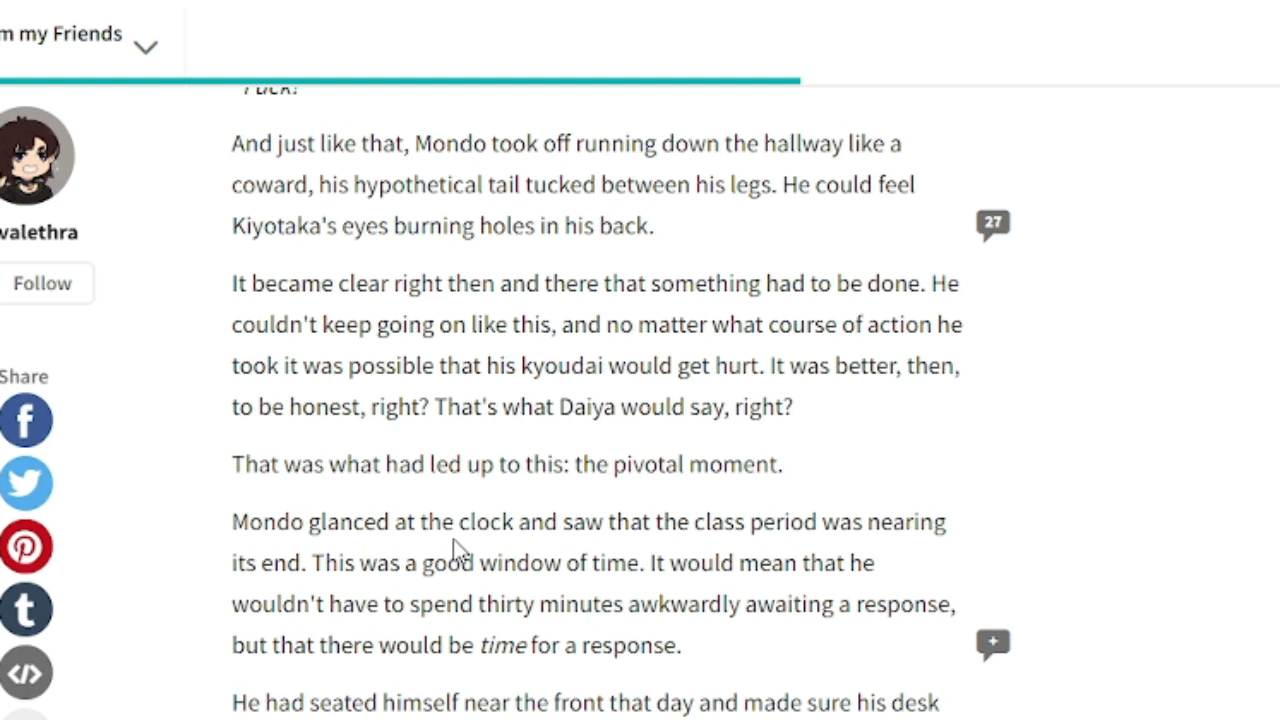 m my Friends
And just like that, Mondo took off running down the hallway like a
coward, his hypothetical tail tucked between his legs. He could feel
Kiyotaka's eyes burning holes in his back.
27
valethra
Follow
It became clear right then and there that something had to be done. He
couldn't keep going on like this, and no matter what course of action he
took it was possible that his kyoudai would get hurt. It was better, then,
to be honest, right? That's what Daiya would say, right?
Share
That was what had led up to this: the pivotal moment.
Mondo glanced at the clock and saw that the class period was nearing
its end. This was a good window of time. It would mean that he
wouldn't have to spend thirty minutes awkwardly awaiting a response,
but that there would be time for a response.
+
He had seated himself near the front that day and made sure his desk